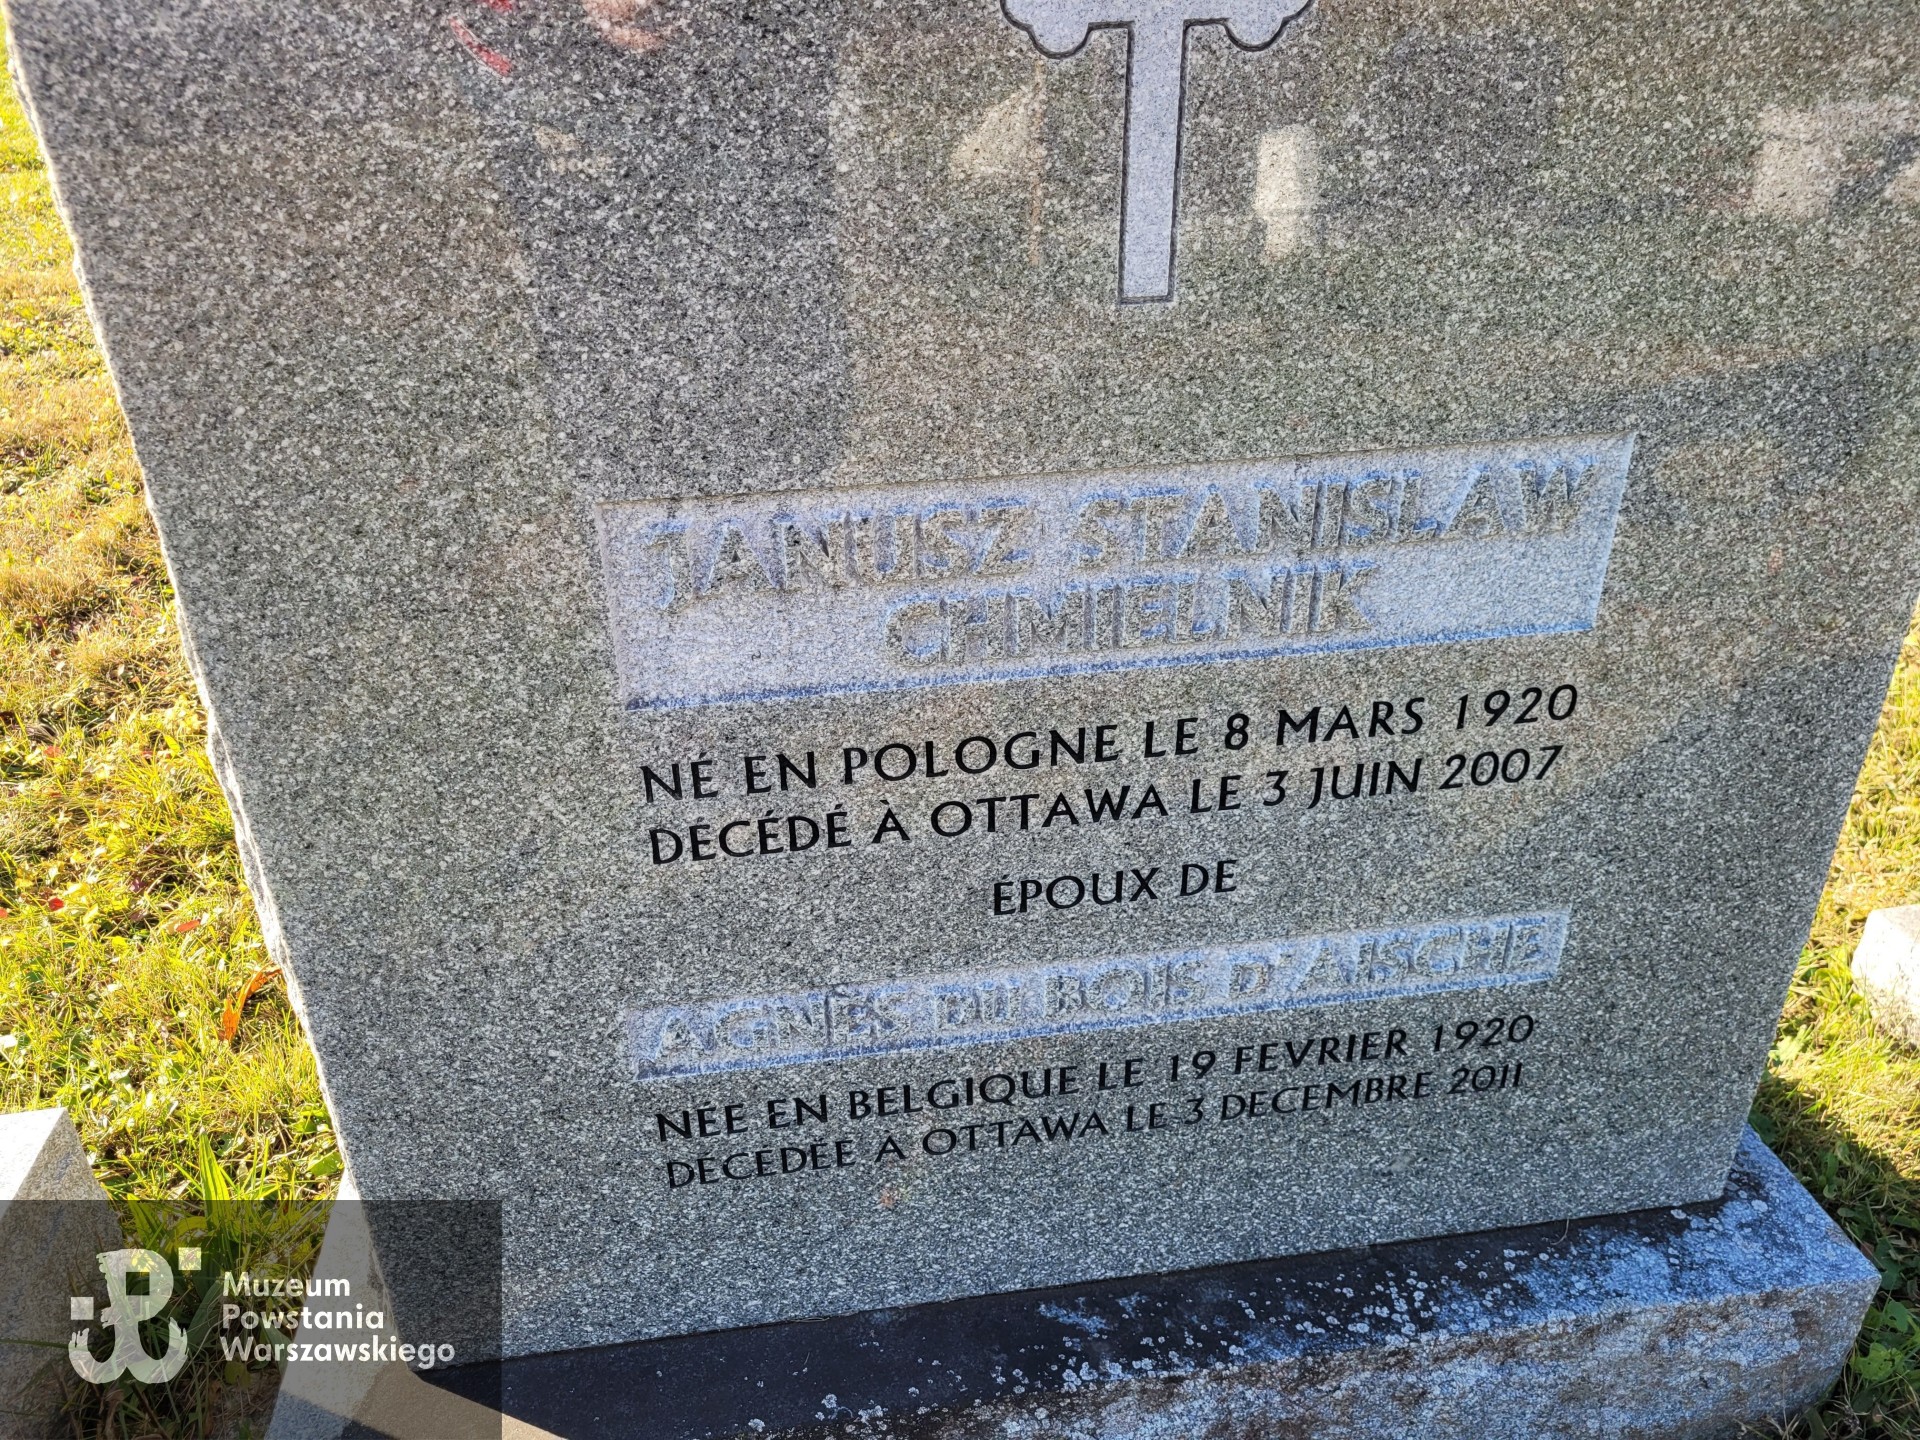 JANUSZ STANISLAW
CHMIELNIK
NÉ EN POLOGNE LE 8 MARS 1920
DÉCÉDÉ À OTTAWA LE 3 JUIN 2007
ÉPOUX DE
AGNÈS DU BOIS D'AISCHE
NÉE EN BELGIQUE LE 19 FEVRIER 1920
DÉCÉDÉE À OTTAWA LE 3 DECEMBRE 2011
Muzeum
Powstania
Warszawskiego